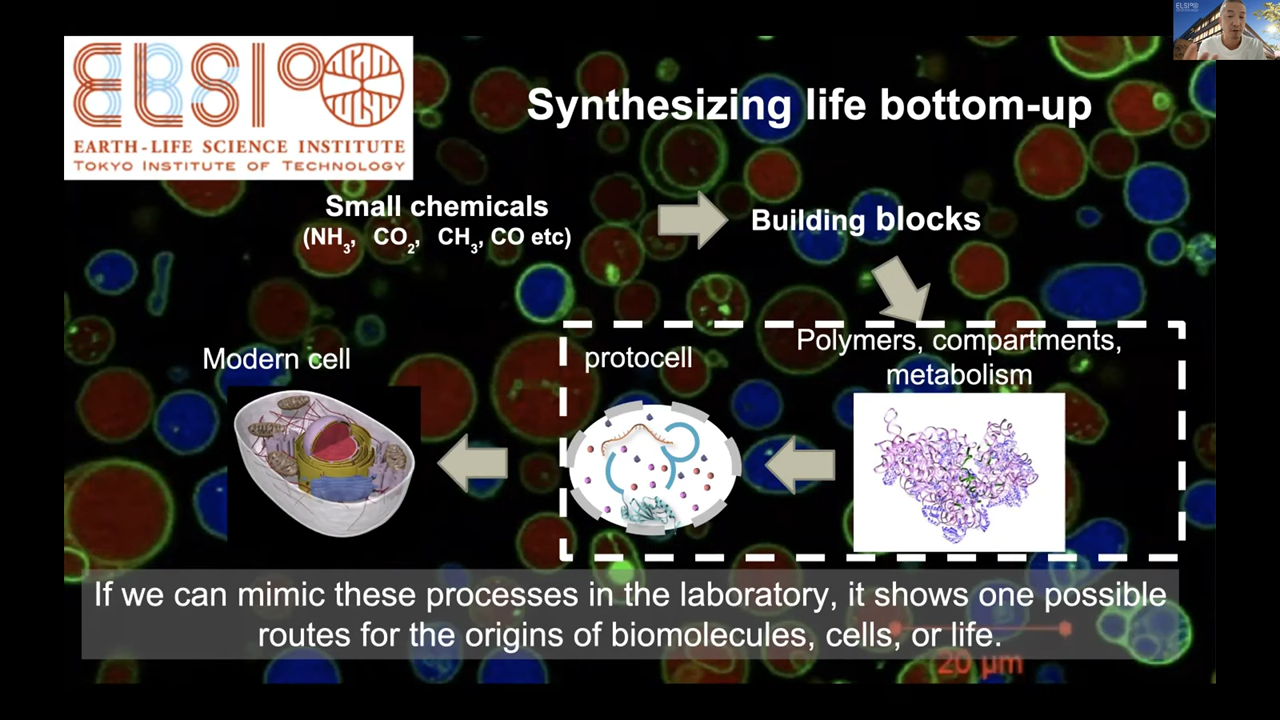 ELSI
EARTH-LIFE SCIENCE INSTITUTE
TOKYO INSTITUTE OF TECHNOLOGY
Synthesizing life bottom-up
Small chemicals
(NH3, CO2, CH3, CO etc)
Building blocks
Polymers, compartments,
metabolism
protocell
Modern cell
If we can mimic these processes in the laboratory, it shows one possible
routes for the origins of biomolecules, cells, or life.
20 μm
ELSI